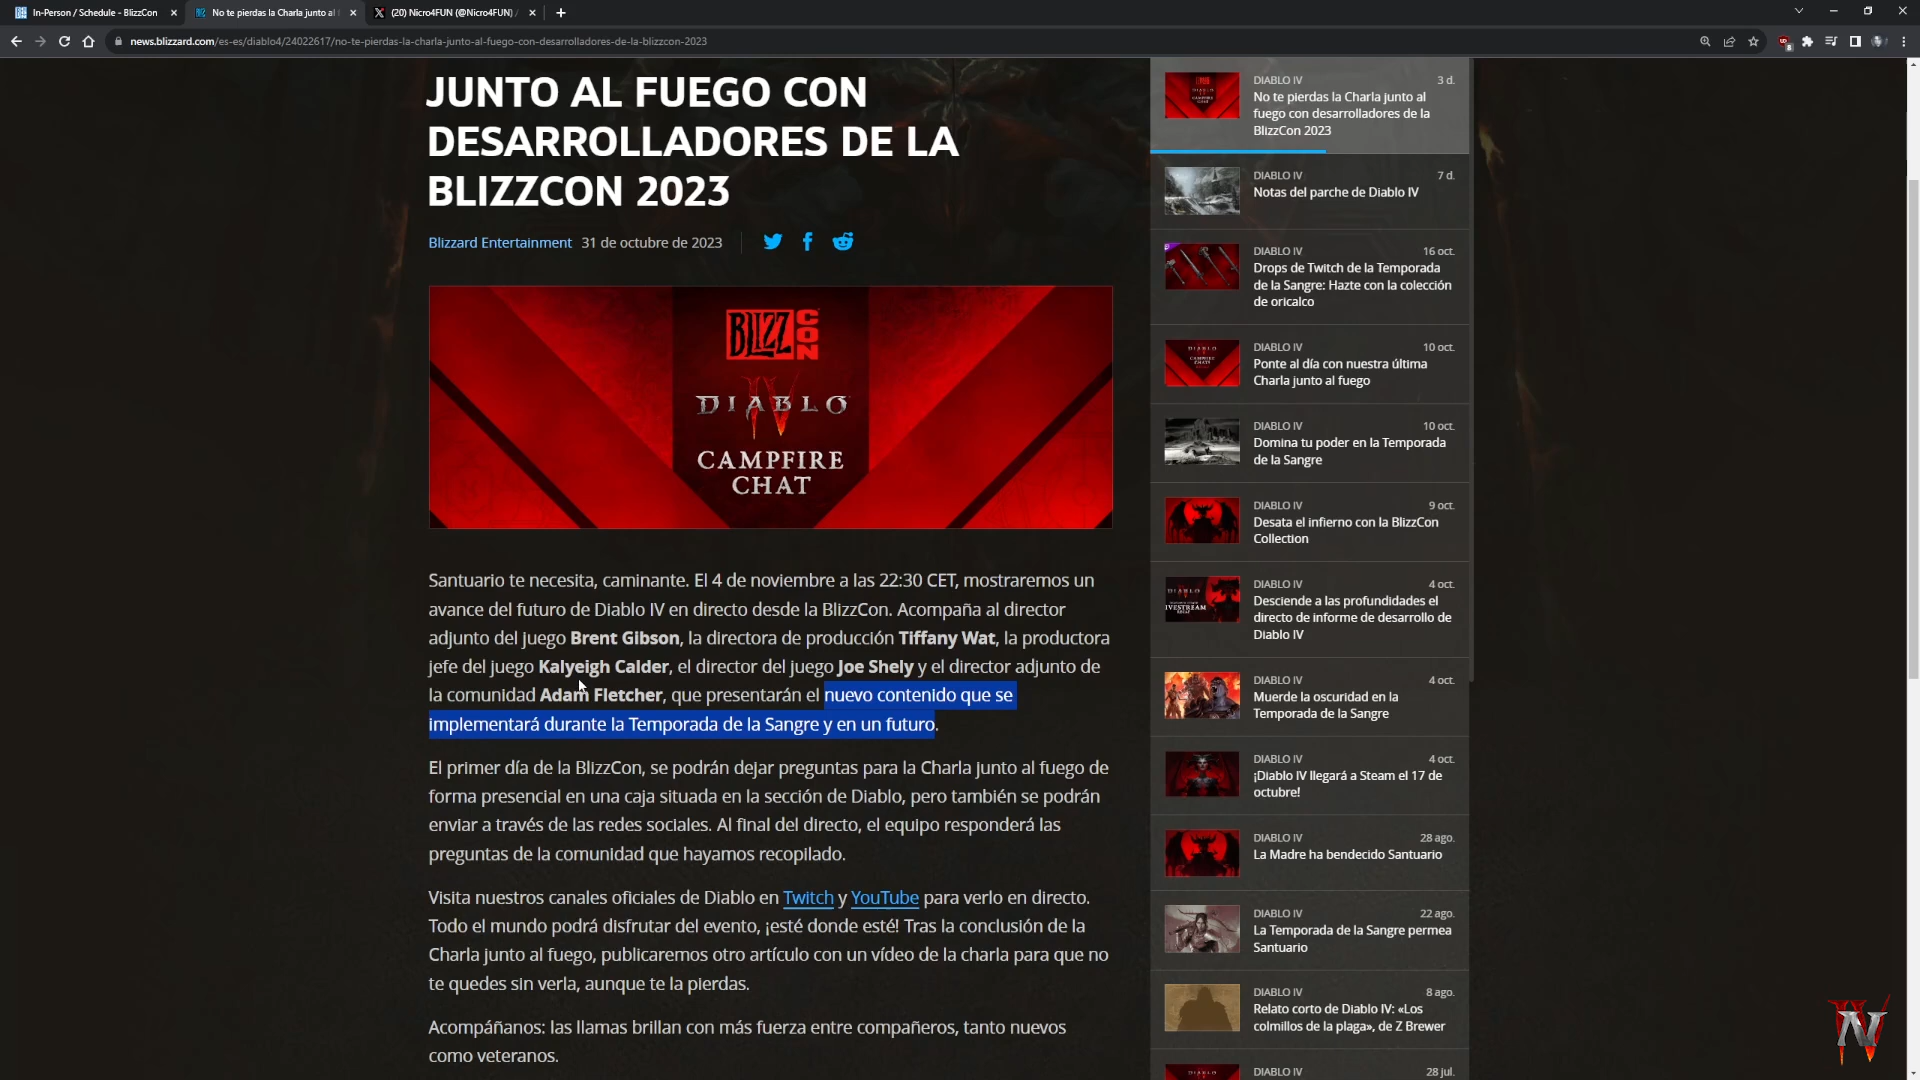 In-Person / Schedule - BlizzCon
No te pierdas la Charla junto al f
(20) Nicro4FUN (@Nicro4FUN) /
news.blizzard.com/es-es/diablo4/24022617/no-te-pierdas-la-charla-junto-al-fuego-con-desarrolladores-de-la-blizzcon-2023
JUNTO AL FUEGO CON
DESARROLLADORES DE LA
BLIZZCON 2023
Blizzard Entertainment 31 de octubre de 2023
BLIZZ CON
DIABLO
IV
CAMPFIRE
CHAT
Santuario te necesita, caminante. El 4 de noviembre a las 22:30 CET, mostraremos un
avance del futuro de Diablo IV en directo desde la BlizzCon. Acompaña al director
adjunto del juego Brent Gibson, la directora de producción Tiffany Wat, la productora
jefe del juego Kalyeigh Calder, el director del juego Joe Shely y el director adjunto de
la comunidad Adam Fletcher, que presentarán el nuevo contenido que se
implementará durante la Temporada de la Sangre y en un futuro.
El primer día de la BlizzCon, se podrán dejar preguntas para la Charla junto al fuego de
forma presencial en una caja situada en la sección de Diablo, pero también se podrán
enviar a través de las redes sociales. Al final del directo, el equipo responderá las
preguntas de la comunidad que hayamos recopilado.
Visita nuestros canales oficiales de Diablo en Twitch y YouTube para verlo en directo.
Todo el mundo podrá disfrutar del evento, ¡esté donde esté! Tras la conclusión de la
Charla junto al fuego, publicaremos otro artículo con un vídeo de la charla para que no
te quedes sin verla, aunque te la pierdas.
Acompáñanos: las llamas brillan con más fuerza entre compañeros, tanto nuevos
como veteranos.
DIABLO IV 3 d.
No te pierdas la Charla junto al
fuego con desarrolladores de la
BlizzCon 2023
DIABLO IV 7 d.
Notas del parche de Diablo IV
DIABLO IV 16 oct.
Drops de Twitch de la Temporada
de la Sangre: Hazte con la colección
de oricalco
DIABLO IV 10 oct.
Ponte al día con nuestra última
Charla junto al fuego
DIABLO IV 10 oct.
Domina tu poder en la Temporada
de la Sangre
DIABLO IV 9 oct.
Desata el infierno con la BlizzCon
Collection
DIABLO IV 4 oct.
Desciende a las profundidades el
directo de informe de desarrollo de
Diablo IV
DIABLO IV 4 oct.
Muerde la oscuridad en la
Temporada de la Sangre
DIABLO IV 4 oct.
¡Diablo IV llegará a Steam el 17 de
octubre!
DIABLO IV 28 ago.
La Madre ha bendecido Santuario
DIABLO IV 22 ago.
La Temporada de la Sangre permea
Santuario
DIABLO IV 8 ago.
Relato corto de Diablo IV: «Los
colmillos de la plaga», de Z Brewer
DIABLO IV 28 jul.